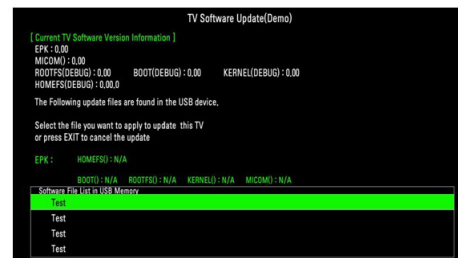 TV Software Update(Demo)
[ Current TV Software Version Information ]
EPK : 0,00
MICOM() : 0,00
ROOTFS(DEBUG) : 0,00 BOOT(DEBUG) : 0,00 KERNEL(DEBUG) : 0,00
HOMEFS(DEBUG) : 0,00,0
The Following update files are found in the USB device,
Select the file you want to apply to update this TV
or press EXIT to cancel the update
EPK : HOMEFS() : N/A
BOOT() : N/A ROOTFS() : N/A KERNEL() : N/A MICOM() : N/A
Software File List in USB Memory
Test
Test
Test
Test